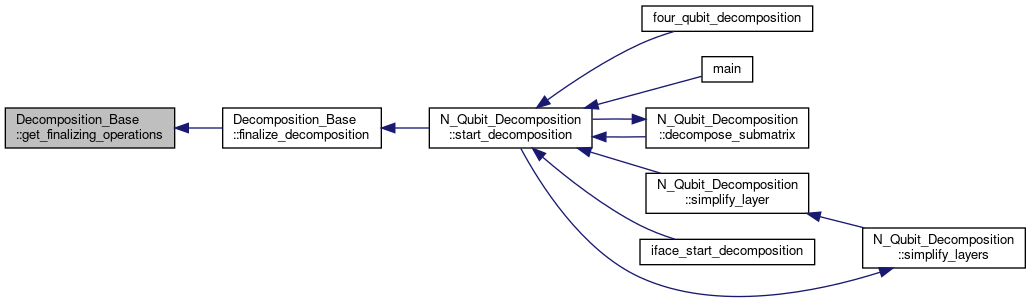 Decomposition_Base
::get_finalizing_operations
Decomposition_Base
::finalize_decomposition
N_Qubit_Decomposition
::start_decomposition
four_qubit_decomposition
main
N_Qubit_Decomposition
::decompose_submatrix
N_Qubit_Decomposition
::simplify_layer
iface_start_decomposition
N_Qubit_Decomposition
::simplify_layers